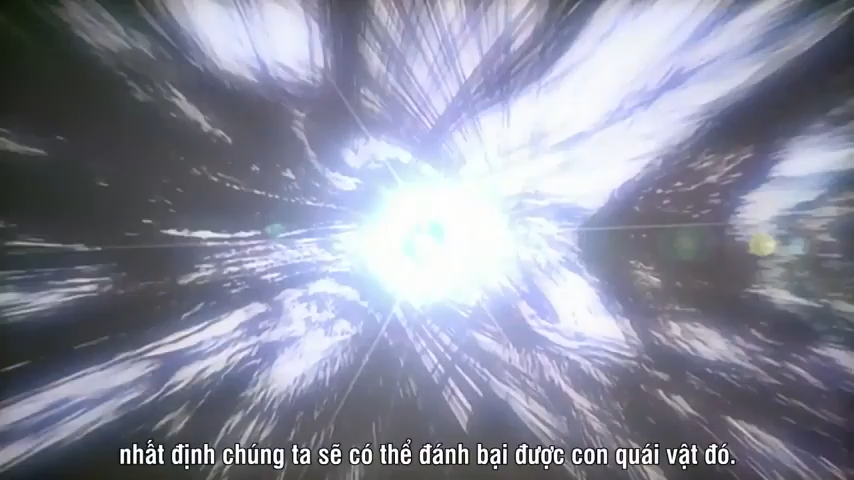 nhất định chúng ta sẽ có thể đánh bại được con quái vật đó.